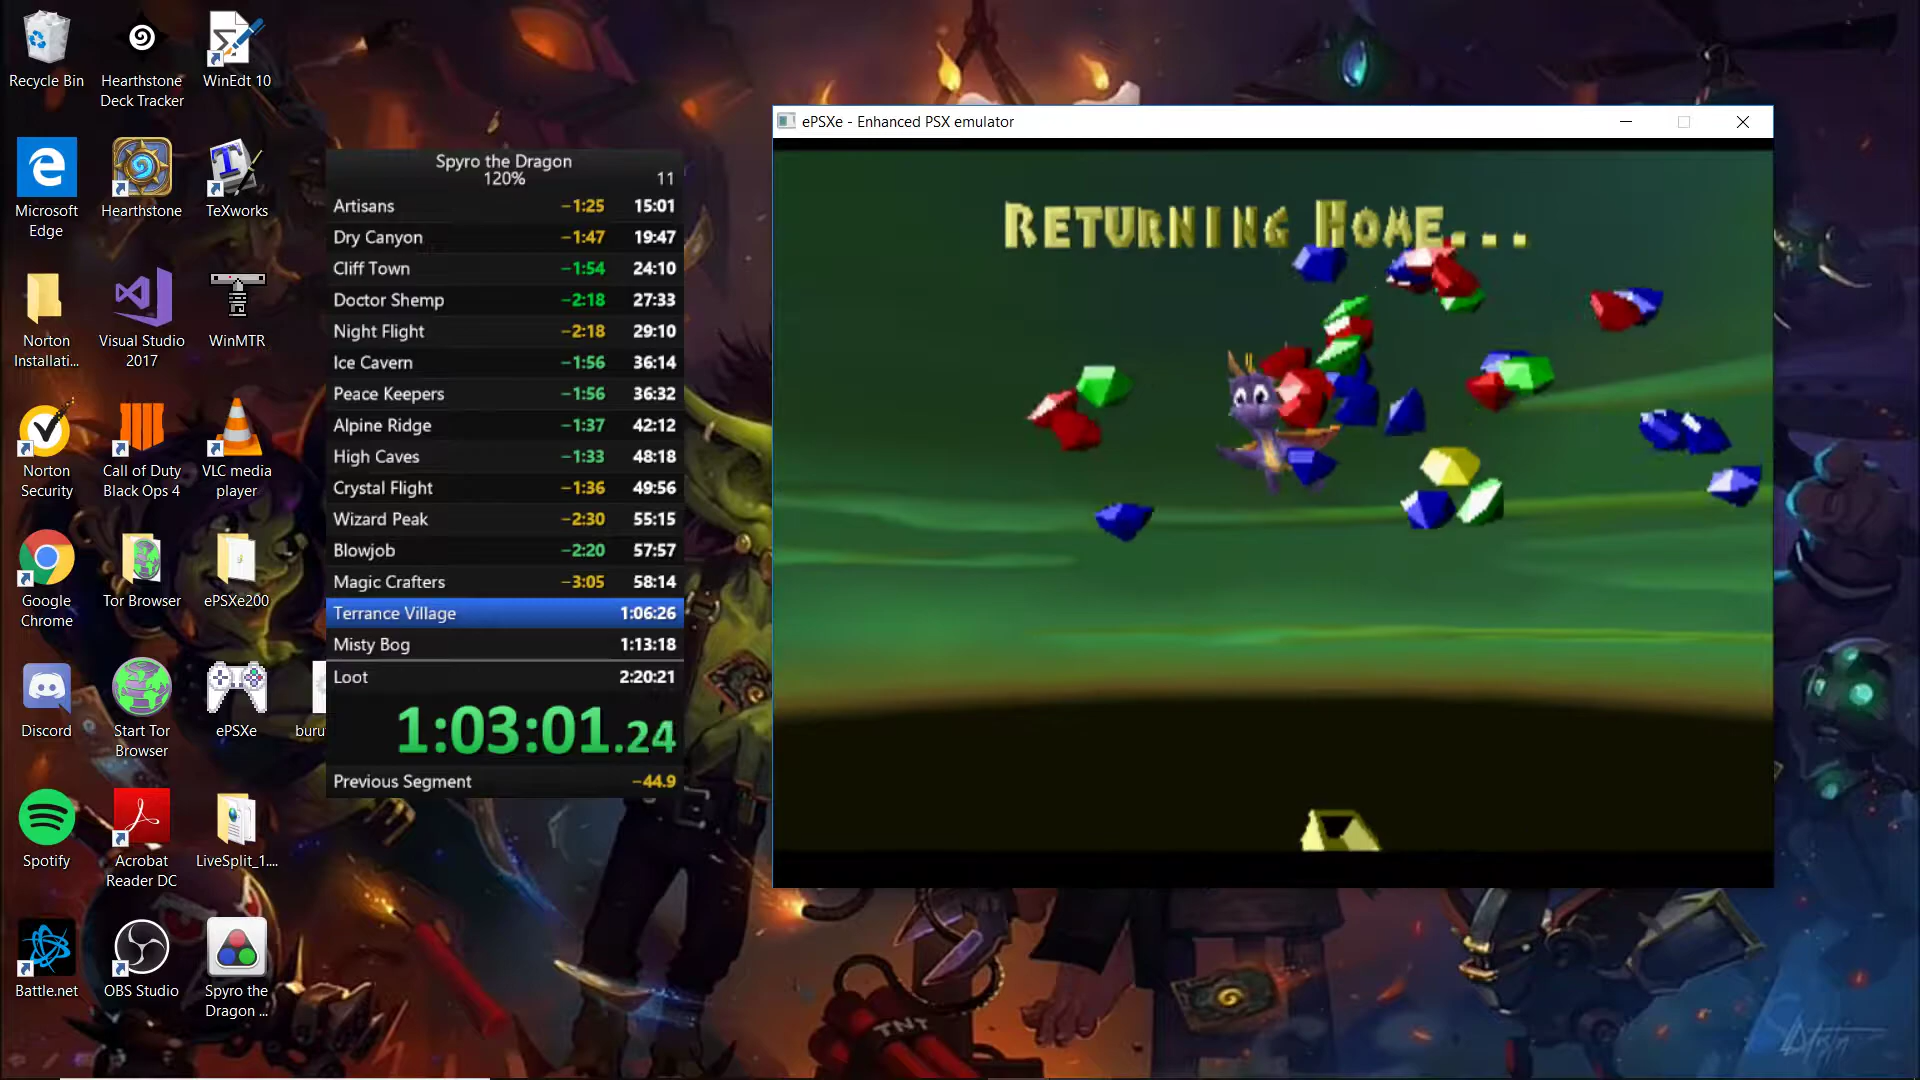 Recycle Bin
Hearthstone
Deck Tracker
WinEdt 10
Microsoft
Edge
Hearthstone
TeXworks
Norton
Installati...
Visual Studio
2017
WinMTR
Norton
Security
Call of Duty
Black Ops 4
VLC media
player
Google
Chrome
Tor Browser
ePSXe200
Discord
Start Tor
Browser
ePSXe
buru
Spotify
Acrobat
Reader DC
LiveSplit_1....
Battle.net
OBS Studio
Spyro the
Dragon ...
Spyro the Dragon
120% 11
Artisans −1:25 15:01
Dry Canyon −1:47 19:47
Cliff Town −1:54 24:10
Doctor Shemp −2:18 27:33
Night Flight −2:18 29:10
Ice Cavern −1:56 36:14
Peace Keepers −1:56 36:32
Alpine Ridge −1:37 42:12
High Caves −1:33 48:18
Crystal Flight −1:36 49:56
Wizard Peak −2:30 55:15
Blowjob −2:20 57:57
Magic Crafters −3:05 58:14
Terrance Village 1:06:26
Misty Bog 1:13:18
Loot 2:20:21
1:03:01.24
Previous Segment −44.9
ePSXe - Enhanced PSX emulator
RETURNING HOME...
TNT